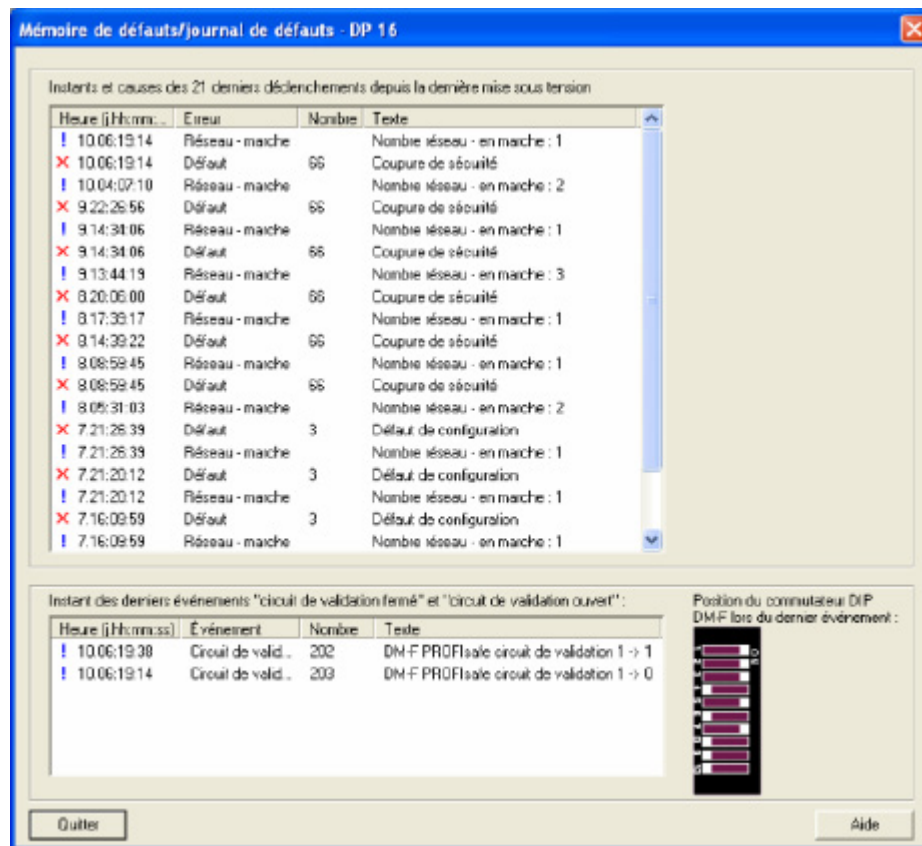 Mémoire de défauts/journal de défauts - DP 16
Instants et causes des 21 derniers déclenchements depuis la dernière mise sous tension
Heure (j.hh:mm:... Erreur Nombre Texte
! 10.06:19:14 Réseau - marche Nombre réseau - en marche : 1
× 10.06:19:14 Défaut 66 Coupure de sécurité
! 10.04:07:10 Réseau - marche Nombre réseau - en marche : 2
× 9.22:26:56 Défaut 66 Coupure de sécurité
! 9.14:34:06 Réseau - marche Nombre réseau - en marche : 1
× 9.14:34:06 Défaut 66 Coupure de sécurité
! 9.13:44:19 Réseau - marche Nombre réseau - en marche : 3
× 8.20:06:00 Défaut 66 Coupure de sécurité
! 8.17:39:17 Réseau - marche Nombre réseau - en marche : 1
× 8.14:39:22 Défaut 66 Coupure de sécurité
! 8.08:59:45 Réseau - marche Nombre réseau - en marche : 1
× 8.08:59:45 Défaut 66 Coupure de sécurité
! 8.05:31:03 Réseau - marche Nombre réseau - en marche : 2
× 7.21:26:39 Défaut 3 Défaut de configuration
! 7.21:26:39 Réseau - marche Nombre réseau - en marche : 1
× 7.21:20:12 Défaut 3 Défaut de configuration
! 7.21:20:12 Réseau - marche Nombre réseau - en marche : 1
× 7.16:09:59 Défaut 3 Défaut de configuration
! 7.16:09:59 Réseau - marche Nombre réseau - en marche : 1
Instant des derniers événements "circuit de validation fermé" et "circuit de validation ouvert" :
Heure (j.hh:mm:ss) Événement Nombre Texte
! 10.06:19:38 Circuit de valid... 202 DM-F PROFIsafe circuit de validation 1 -> 1
! 10.06:19:14 Circuit de valid... 203 DM-F PROFIsafe circuit de validation 1 -> 0
Position du commutateur DIP
DM-F lors du dernier événement :
Quitter
Aide